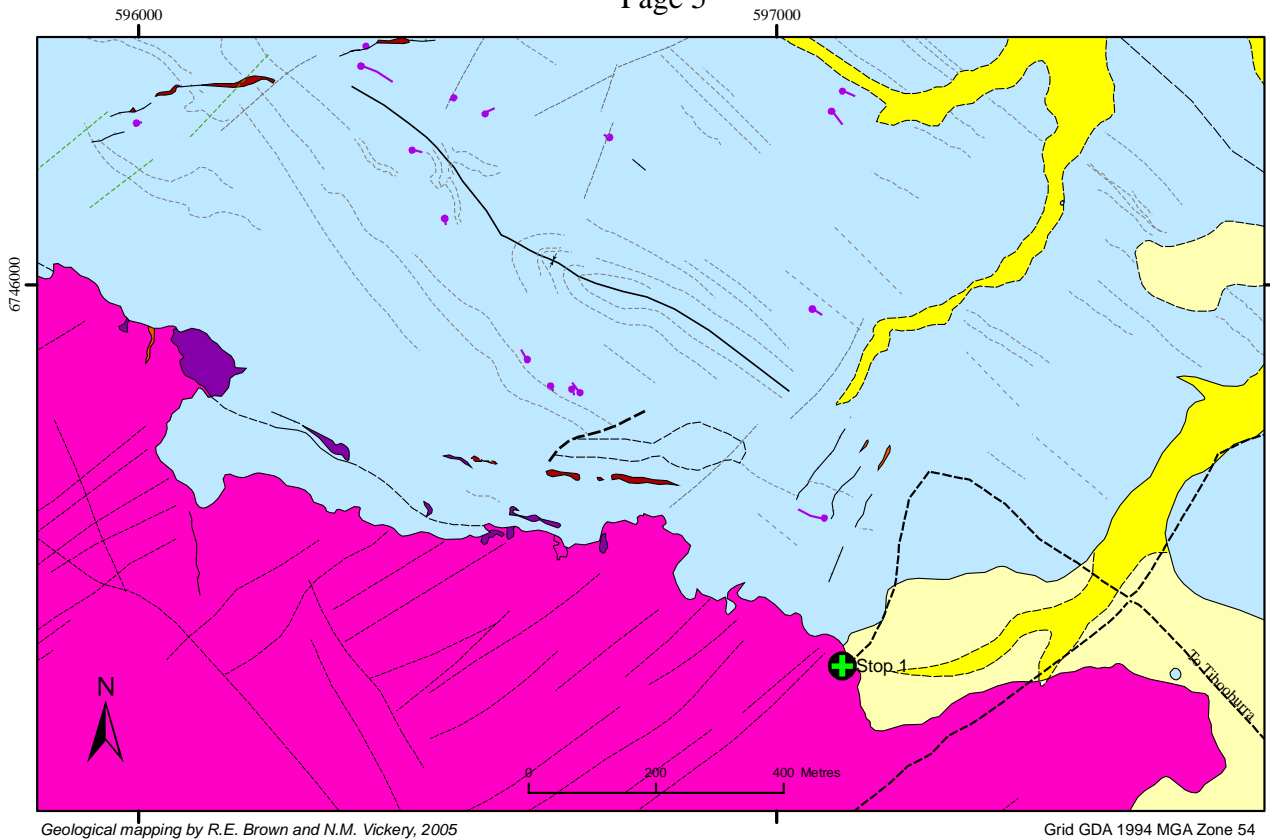 Page 5
596000
597000
6746000
Stop 1
To Tibooburra
N
0 200 400 Metres
Geological mapping by R.E. Brown and N.M. Vickery, 2005
Grid GDA 1994 MGA Zone 54